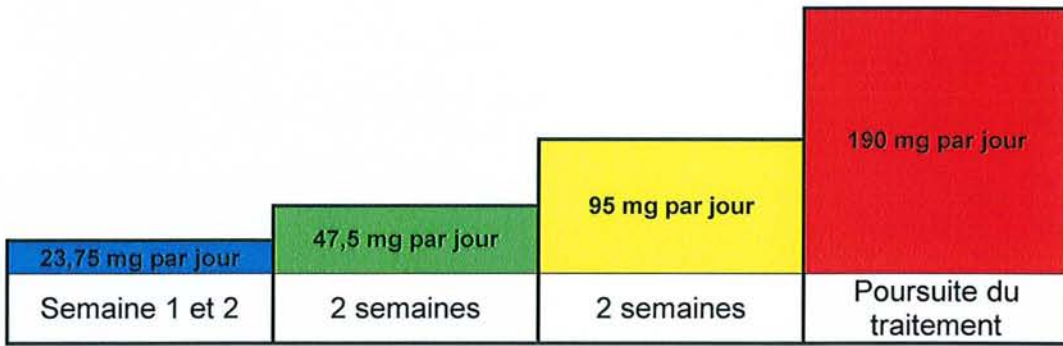 190 mg par jour
95 mg par jour
47,5 mg par jour
23,75 mg par jour
Semaine 1 et 2
2 semaines
2 semaines
Poursuite du
traitement